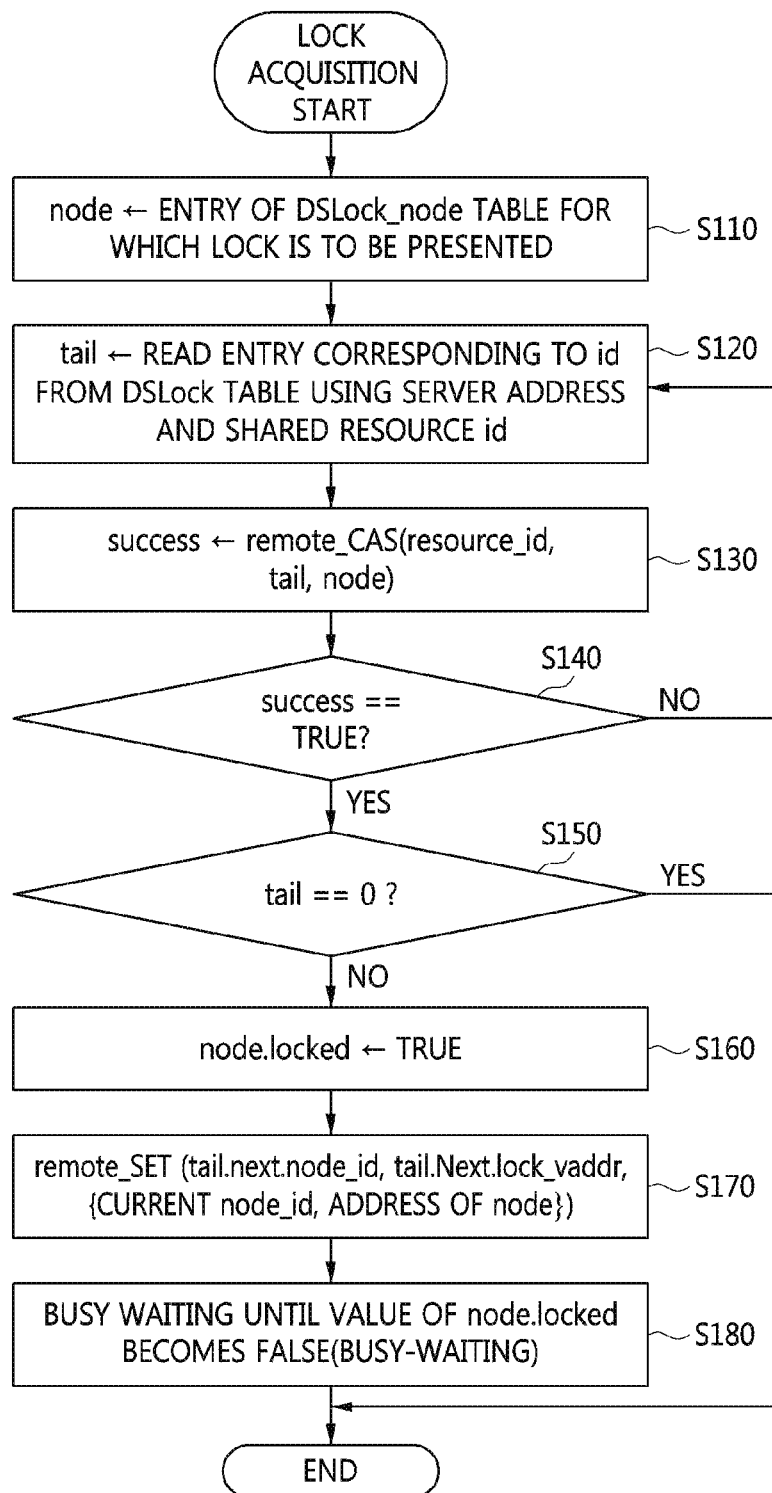 LOCK
ACQUISITION
START
node ← ENTRY OF DSLock_node TABLE FOR
WHICH LOCK IS TO BE PRESENTED
S110
tail ← READ ENTRY CORRESPONDING TO id
FROM DSLock TABLE USING SERVER ADDRESS
AND SHARED RESOURCE id
S120
success ← remote_CAS(resource_id,
tail, node)
S130
success ==
TRUE?
S140
NO
YES
tail == 0 ?
S150
YES
NO
node.locked ← TRUE
S160
remote_SET (tail.next.node_id, tail.Next.lock_vaddr,
{CURRENT node_id, ADDRESS OF node})
S170
BUSY WAITING UNTIL VALUE OF node.locked
BECOMES FALSE(BUSY-WAITING)
S180
END